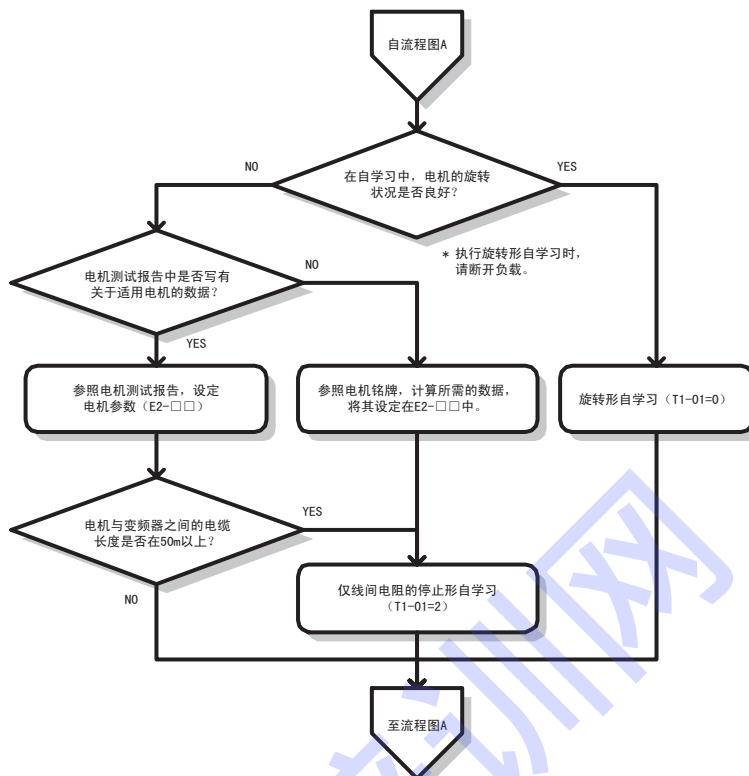 自流程图A
NO
YES
在自学习中，电机的旋转
状况是否良好？
* 执行旋转形自学习时，
请断开负载。
电机测试报告中是否写有
关于适用电机的数据？
NO
YES
参照电机测试报告，设定
电机参数（E2-□□）
参照电机铭牌，计算所需的数据，
将其设定在E2-□□中。
旋转形自学习（T1-01=0）
电机与变频器之间的电缆
长度是否在50m以上？
YES
NO
仅线间电阻的停止形自学习
（T1-01=2）
至流程图A
培训网